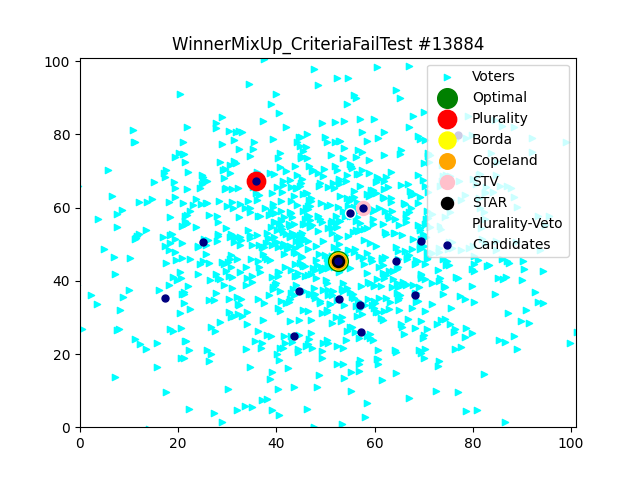 WinnerMixUp_CriteriaFailTest #13884
100
80
60
40
20
0
0 20 40 60 80 100
Voters
Optimal
Plurality
Borda
Copeland
STV
STAR
Plurality-Veto
Candidates